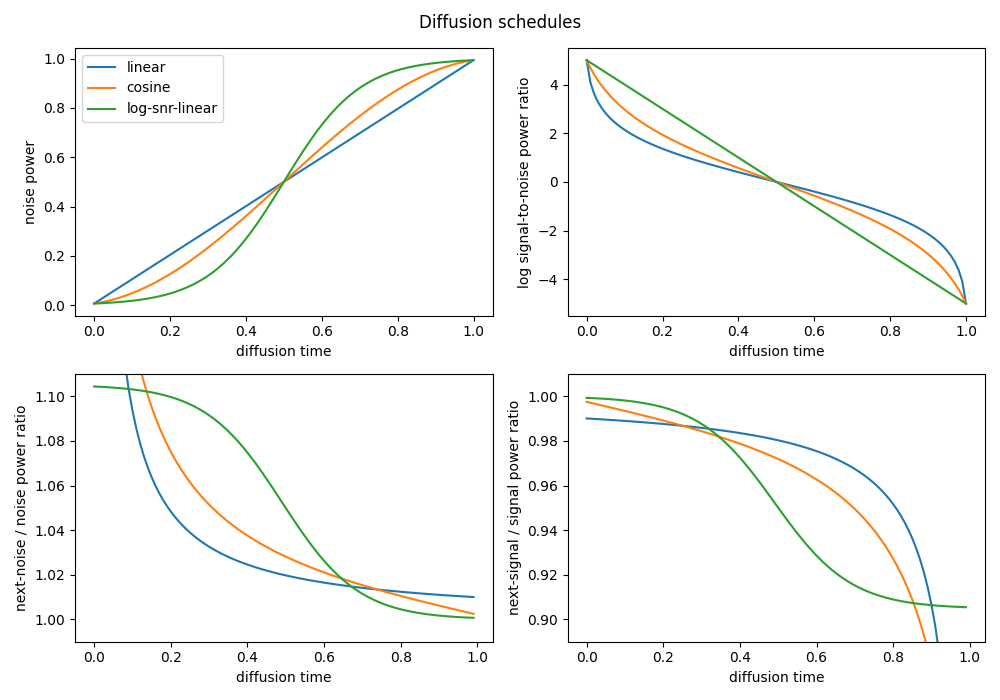 Diffusion schedules
noise power
1.0
0.8
0.6
0.4
0.2
0.0
linear
cosine
log-snr-linear
0.0 0.2 0.4 0.6 0.8 1.0
diffusion time
log signal-to-noise power ratio
4
2
0
−2
−4
0.0 0.2 0.4 0.6 0.8 1.0
diffusion time
next-noise / noise power ratio
1.10
1.08
1.06
1.04
1.02
1.00
0.0 0.2 0.4 0.6 0.8 1.0
diffusion time
next-signal / signal power ratio
1.00
0.98
0.96
0.94
0.92
0.90
0.0 0.2 0.4 0.6 0.8 1.0
diffusion time